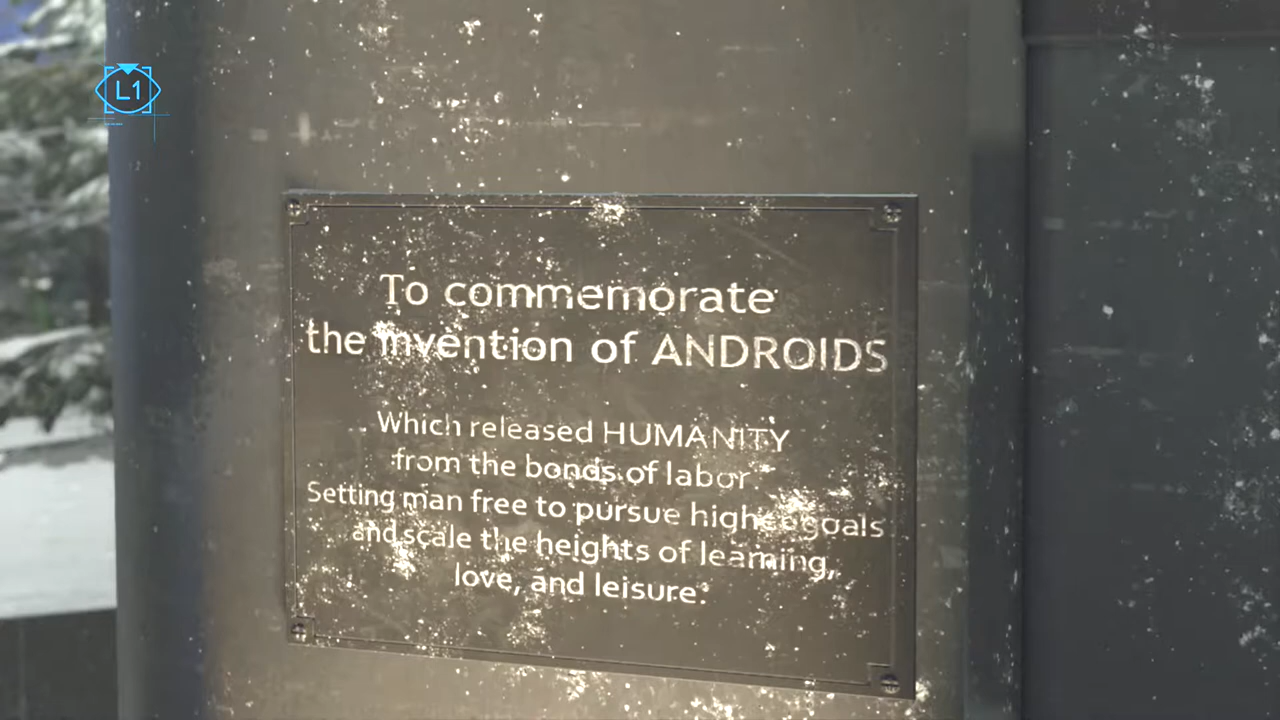 L1
To commemorate
the invention of ANDROIDS
Which released HUMANITY
from the bonds of labor
Setting man free to pursue higher goals
and scale the heights of learning,
love, and leisure.